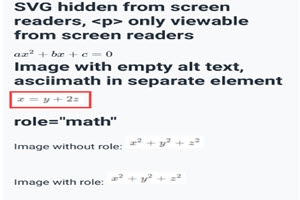 SVG hidden from screen
readers, <p> only viewable
from screen readers
ax² + bx + c = 0
Image with empty alt text,
asciimath in separate element
x = y + 2z
role="math"
Image without role: x² + y² + z²
Image with role: x² + y² + z²